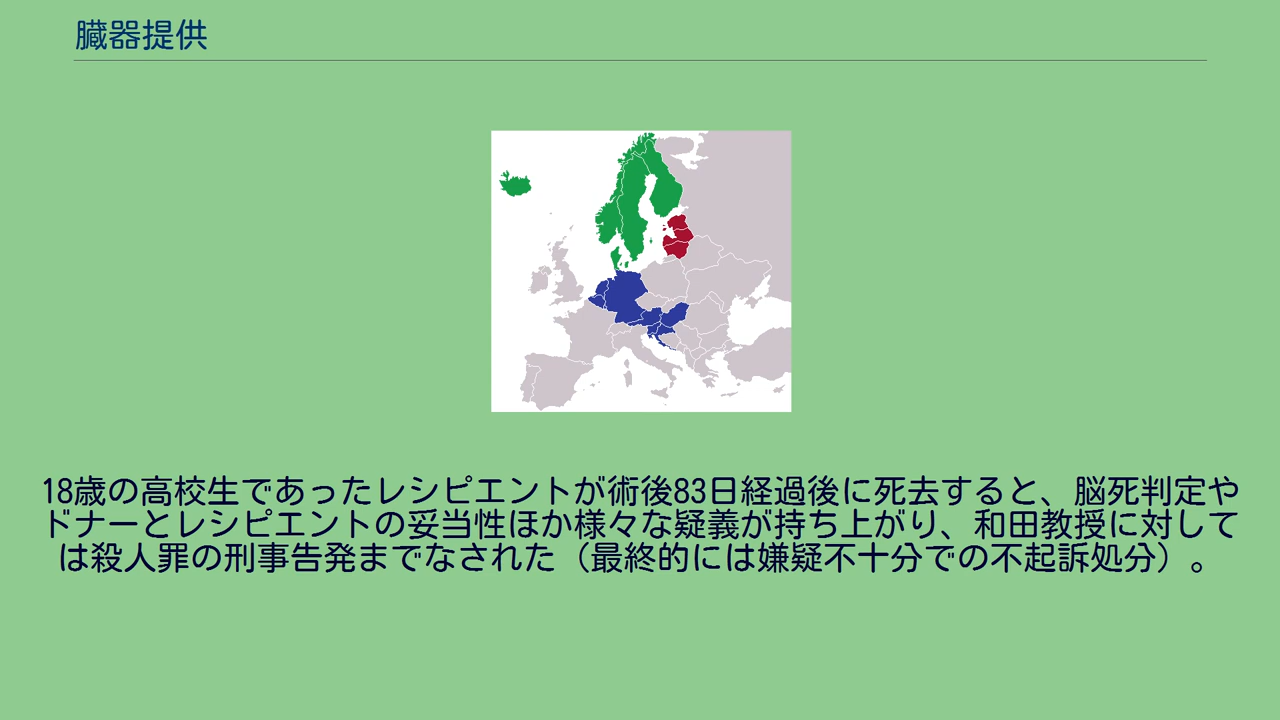 臓器提供
18歳の高校生であったレシピエントが術後83日経過後に死去すると、脳死判定や
ドナーとレシピエントの妥当性ほか様々な疑義が持ち上がり、和田教授に対して
は殺人罪の刑事告発までなされた（最終的には嫌疑不十分での不起訴処分）。